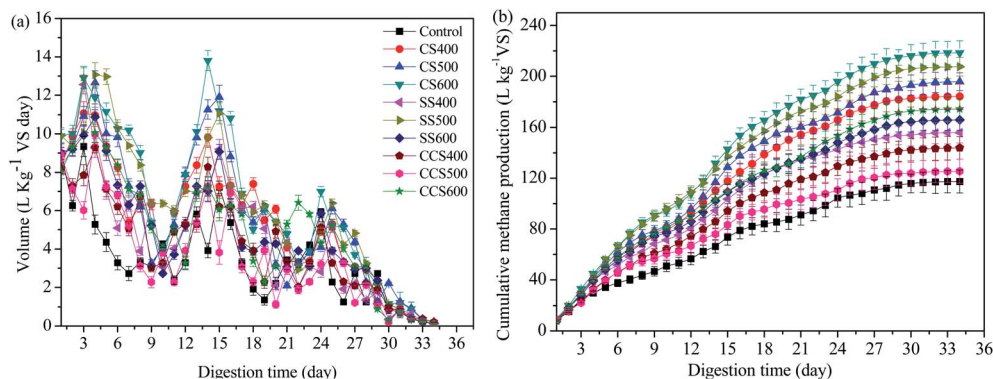 (a)
Volume (L Kg-1 VS day)
16
14
12
10
8
6
4
2
0
0 3 6 9 12 15 18 21 24 27 30 33 36
Digestion time (day)
Control
CS400
CS500
CS600
SS400
SS500
SS600
CCS400
CCS500
CCS600
(b)
Cumulative methane production (L kg-1VS)
240
200
160
120
80
40
0
0 3 6 9 12 15 18 21 24 27 30 33 36
Digestion time (day)